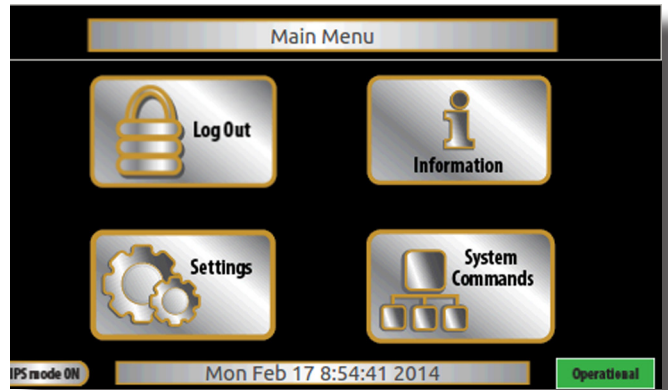 Main Menu
Log Out
Information
Settings
System
Commands
IPS mode ON
Mon Feb 17 8:54:41 2014
Operational